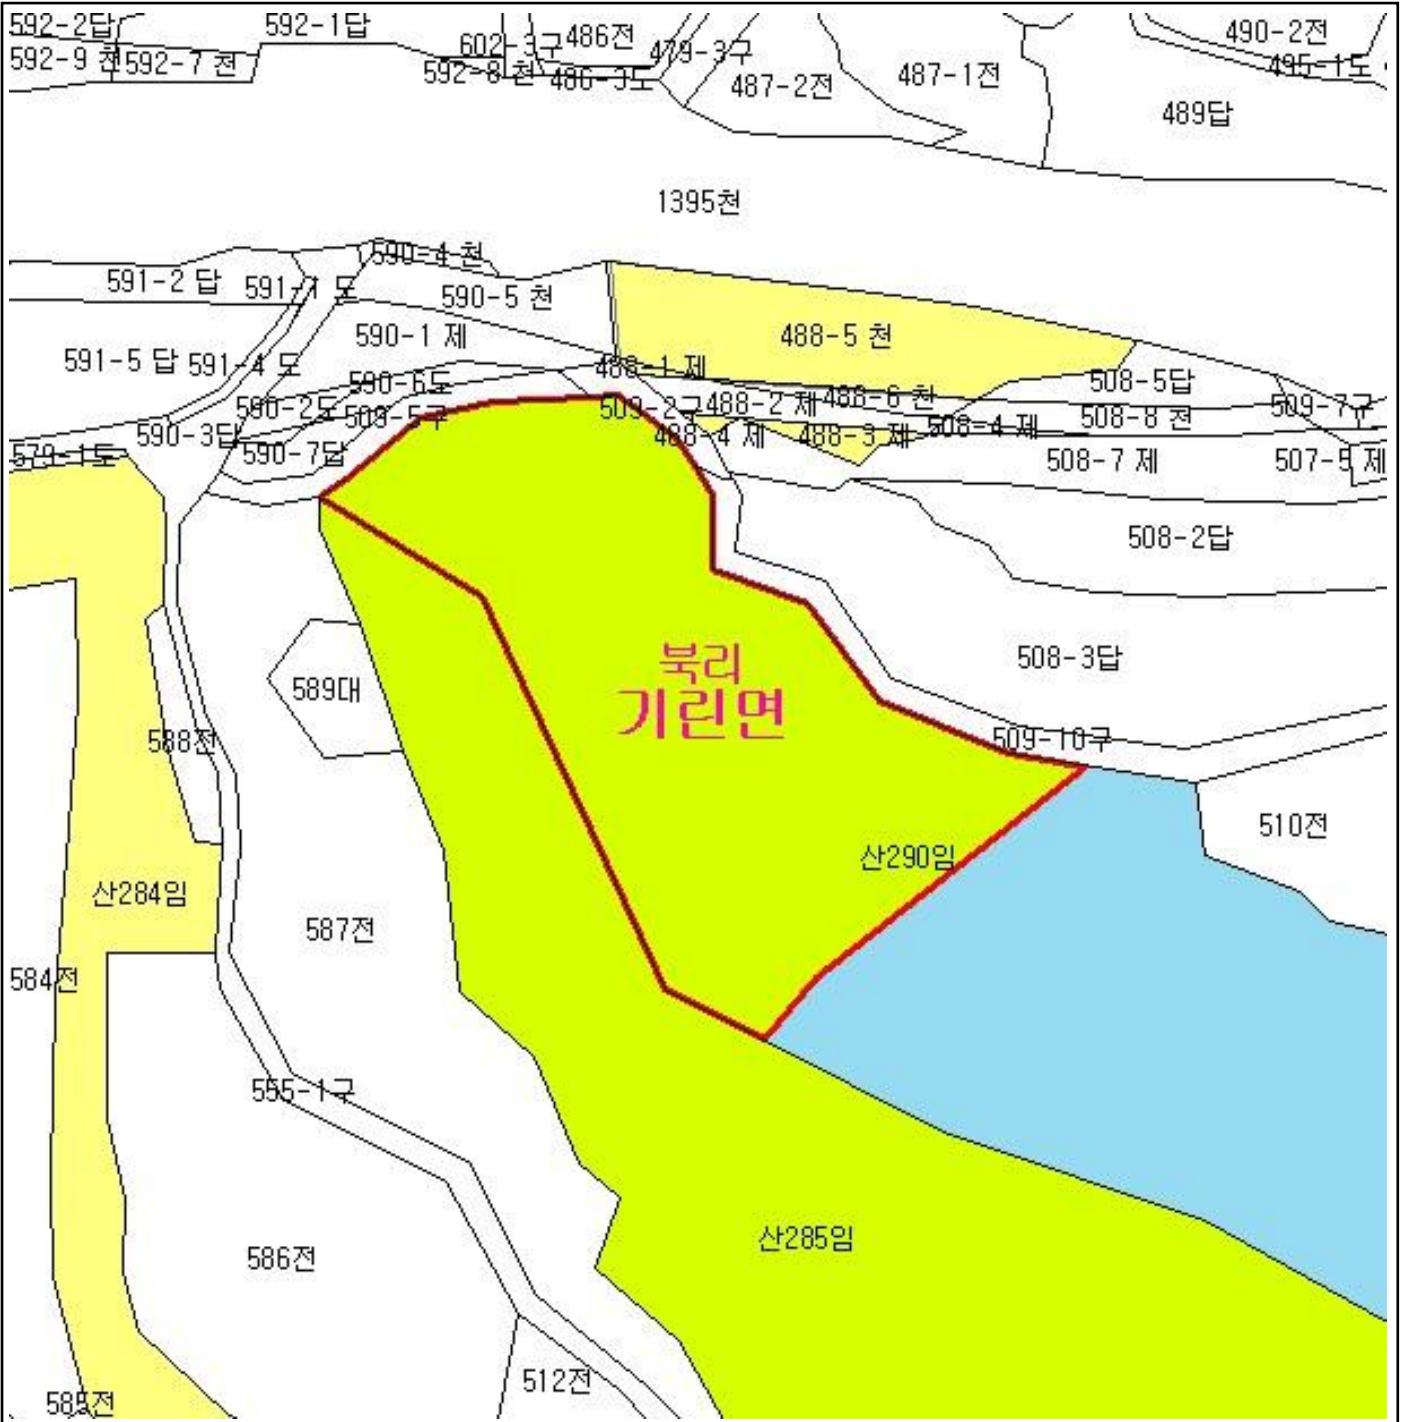 592-2답
592-1답
602-3구
486전
479-3구
490-2전
592-9 천
592-7 천
592-8 천
486-3도
487-2전
487-1전
495-1도
489답
1395천
590-4 천
591-2 답
591-1 도
590-5 천
590-1 제
488-5 천
591-5 답
591-4 도
590-6도
488-1 제
508-5답
590-2도
509-5구
509-2구
488-2 제
488-6 천
508-8 천
509-7구
590-3답
488-4 제
488-3 제
508-4 제
579-1도
590-7답
508-7 제
507-5 제
508-2답
508-3답
북리
기린면
589대
588전
509-10구
510전
산290임
산284임
587전
584전
555-1구
586전
산285임
512전
585전